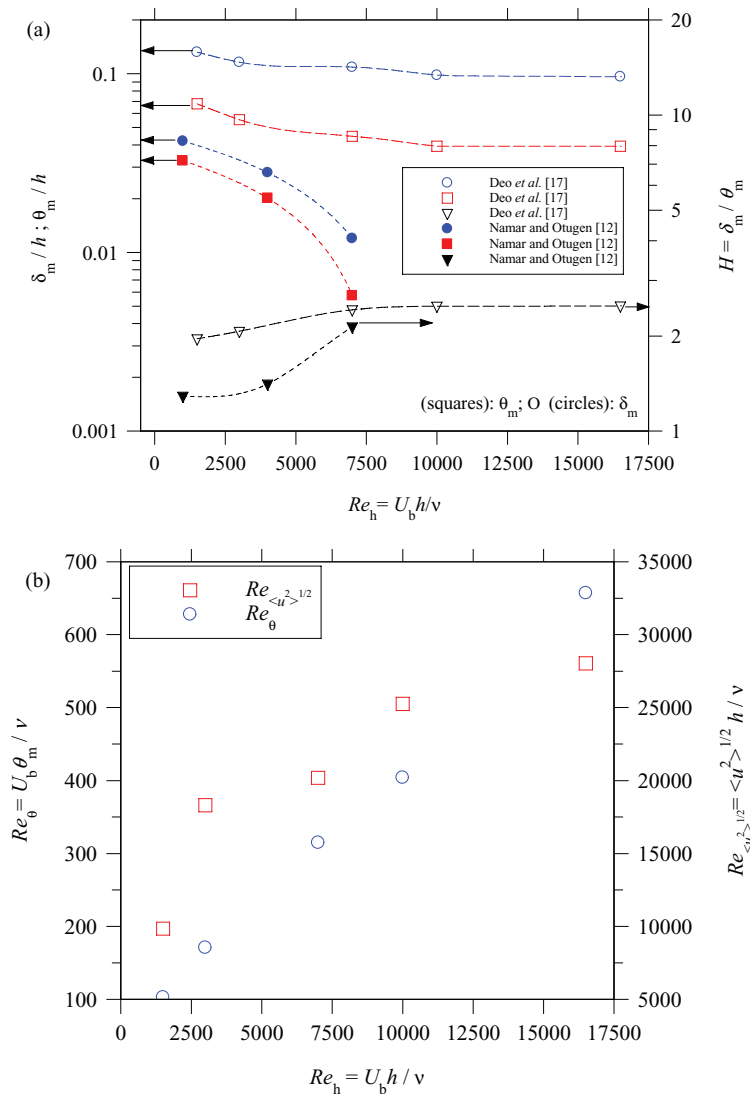 (a)
20
0.1
10
δm / h ; θm / h
Deo et al. [17]
Deo et al. [17]
Deo et al. [17]
Namar and Otugen [12]
Namar and Otugen [12]
Namar and Otugen [12]
5
H = δm / θm
0.01
2
(squares): θm; O (circles): δm
0.001
1
0 2500 5000 7500 10000 12500 15000 17500
Reh = Ubh/ν
(b)
700
35000
Re<u²>1/2
Reθ
600
30000
500
25000
Reθ = Ubθm / ν
400
20000
Re<u²>1/2 = <u²>1/2 h / ν
300
15000
200
10000
100
5000
0 2500 5000 7500 10000 12500 15000 17500
Reh = Ubh / ν